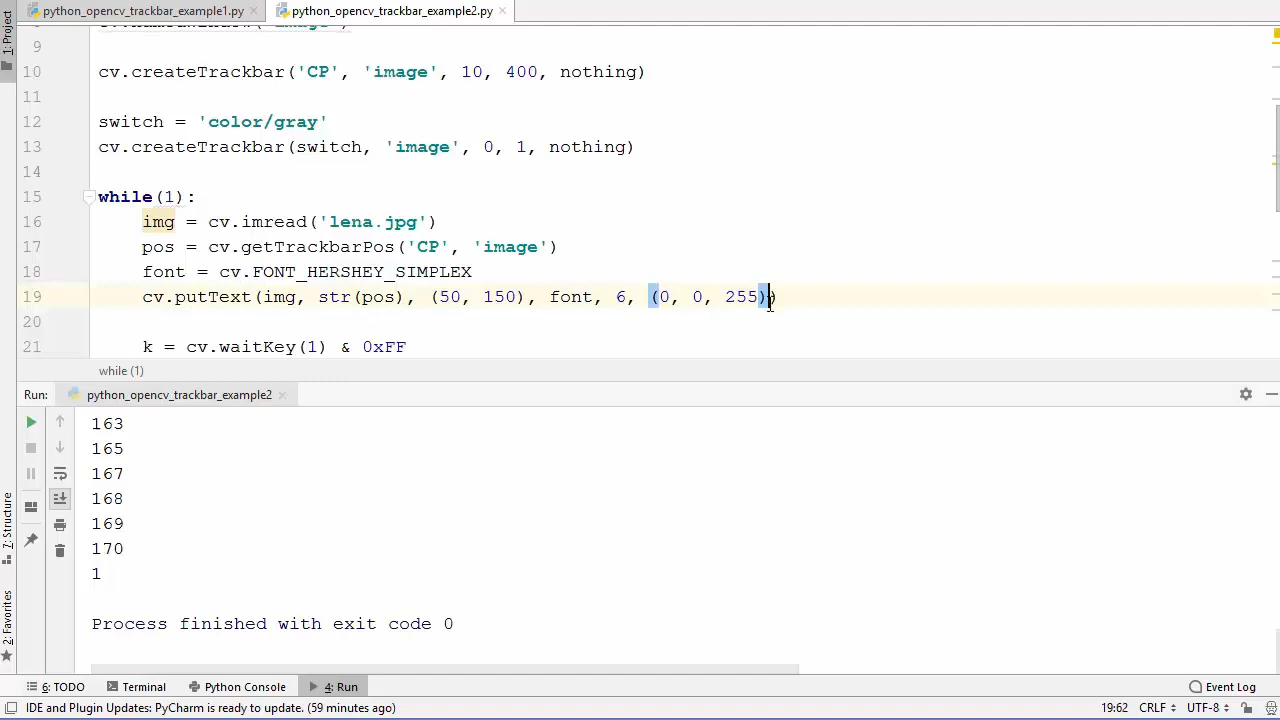 python_opencv_trackbar_example1.py
python_opencv_trackbar_example2.py
1: Project
9
10 cv.createTrackbar('CP', 'image', 10, 400, nothing)
11
12 switch = 'color/gray'
13 cv.createTrackbar(switch, 'image', 0, 1, nothing)
14
15 while(1):
16 img = cv.imread('lena.jpg')
17 pos = cv.getTrackbarPos('CP', 'image')
18 font = cv.FONT_HERSHEY_SIMPLEX
19 cv.putText(img, str(pos), (50, 150), font, 6, (0, 0, 255))
20
21 k = cv.waitKey(1) & 0xFF
while (1)
Run: python_opencv_trackbar_example2
163
165
167
168
169
170
1
Process finished with exit code 0
7: Structure
2: Favorites
6: TODO
Terminal
Python Console
4: Run
Event Log
IDE and Plugin Updates: PyCharm is ready to update. (59 minutes ago)
19:62 CRLF UTF-8